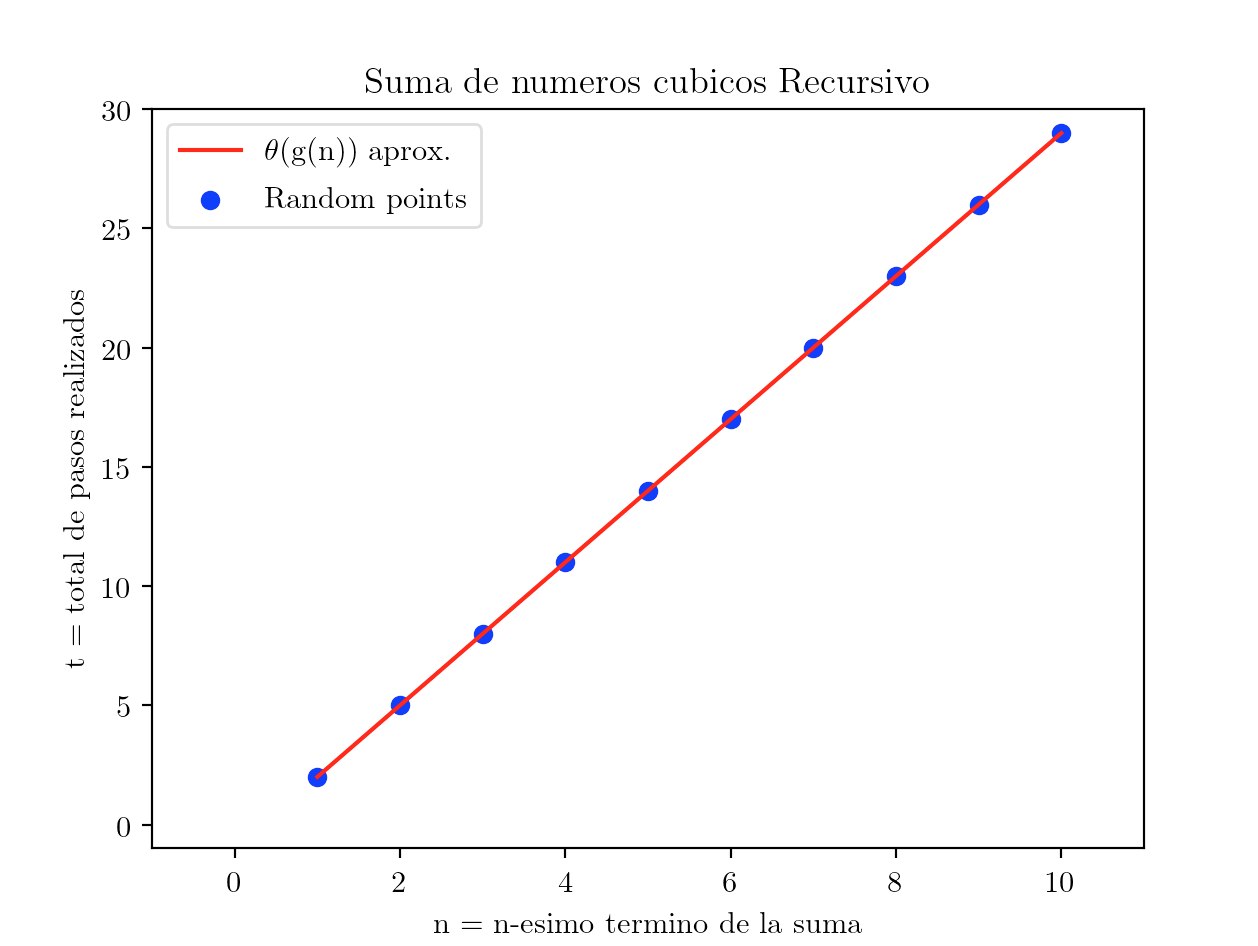 Suma de numeros cubicos Recursivo
30
θ(g(n)) aprox.
Random points
25
20
15
10
5
0
t = total de pasos realizados
0 2 4 6 8 10
n = n-esimo termino de la suma